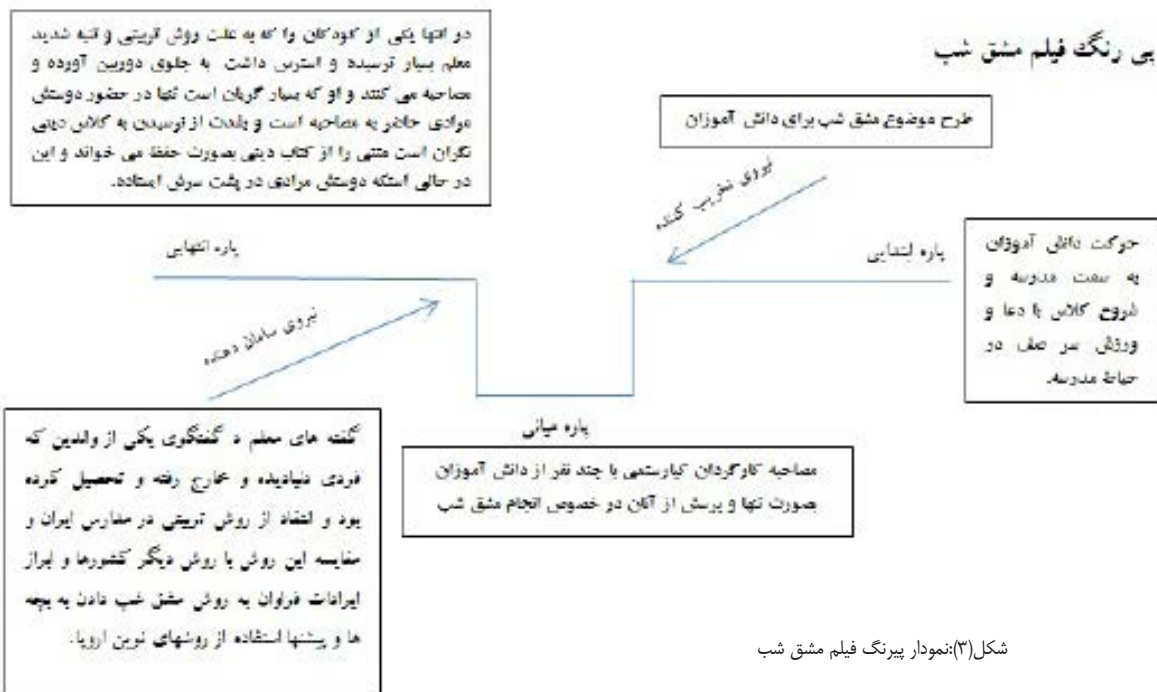 پی رنگ فیلم مشق شب
طرح موضوع مشق شب برای دانش آموزان
نیروی تخریب کننده
پاره ابتدایی
حرکت دانش آموزان
به سمت مدرسه و
شروع کلاس با دعا و
ورزش سر صف در
حیاط مدرسه.
پاره میانی
مصاحبه کارگردان کیارستمی با چند نفر از دانش آموزان
بصورت تنها و پرسش از آنان در خصوص انجام مشق شب
نیروی سامان دهنده
گفته های معلم د گفتگوی یکی از والدین که
فردی دنیادیده و خارج رفته و تحصیل کرده
بود و انتقاد از روش تربیتی در مدارس ایران و
مقایسه این روش با روش دیگر کشورها و ابراز
ایرادات فراوان به روش مشق شب دادن به بچه
ها و پیشنها استفاده از روشهای نوین اروپا.
پاره انتهایی
در انتها یکی از کودکان را که به علت روش تربیتی و تنبه شدید
معلم بسیار ترسیده و استرس داشت به جلوی دوربین آورده و
مصاحبه می کنند و او که بسیار گریان است تنها در حضور دوستش
مرادی حاضر به مصاحبه است و بشدت از نرسیدن به کلاس دینی
نگران است متنی را از کتاب دینی بصورت حفظ می خواند و این
در حالی استکه دوستش مرادی در پشت سرش ایستاده.
شکل(۳):نمودار پیرنگ فیلم مشق شب